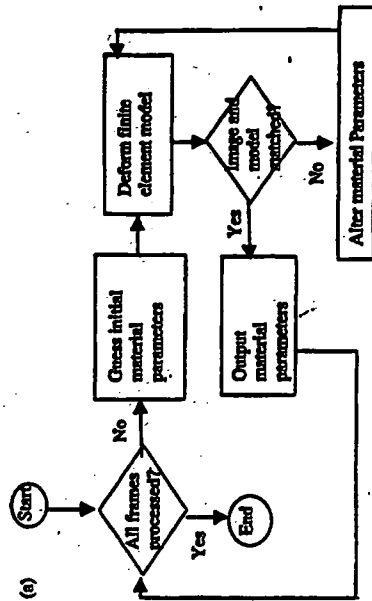 (a)
Start
All frames
processed?
No
Yes
End
Guess initial
material
parameters
Deform finite
element model
Image and
model
matched?
Yes
No
Output
material
parameters
Alter material Parameters